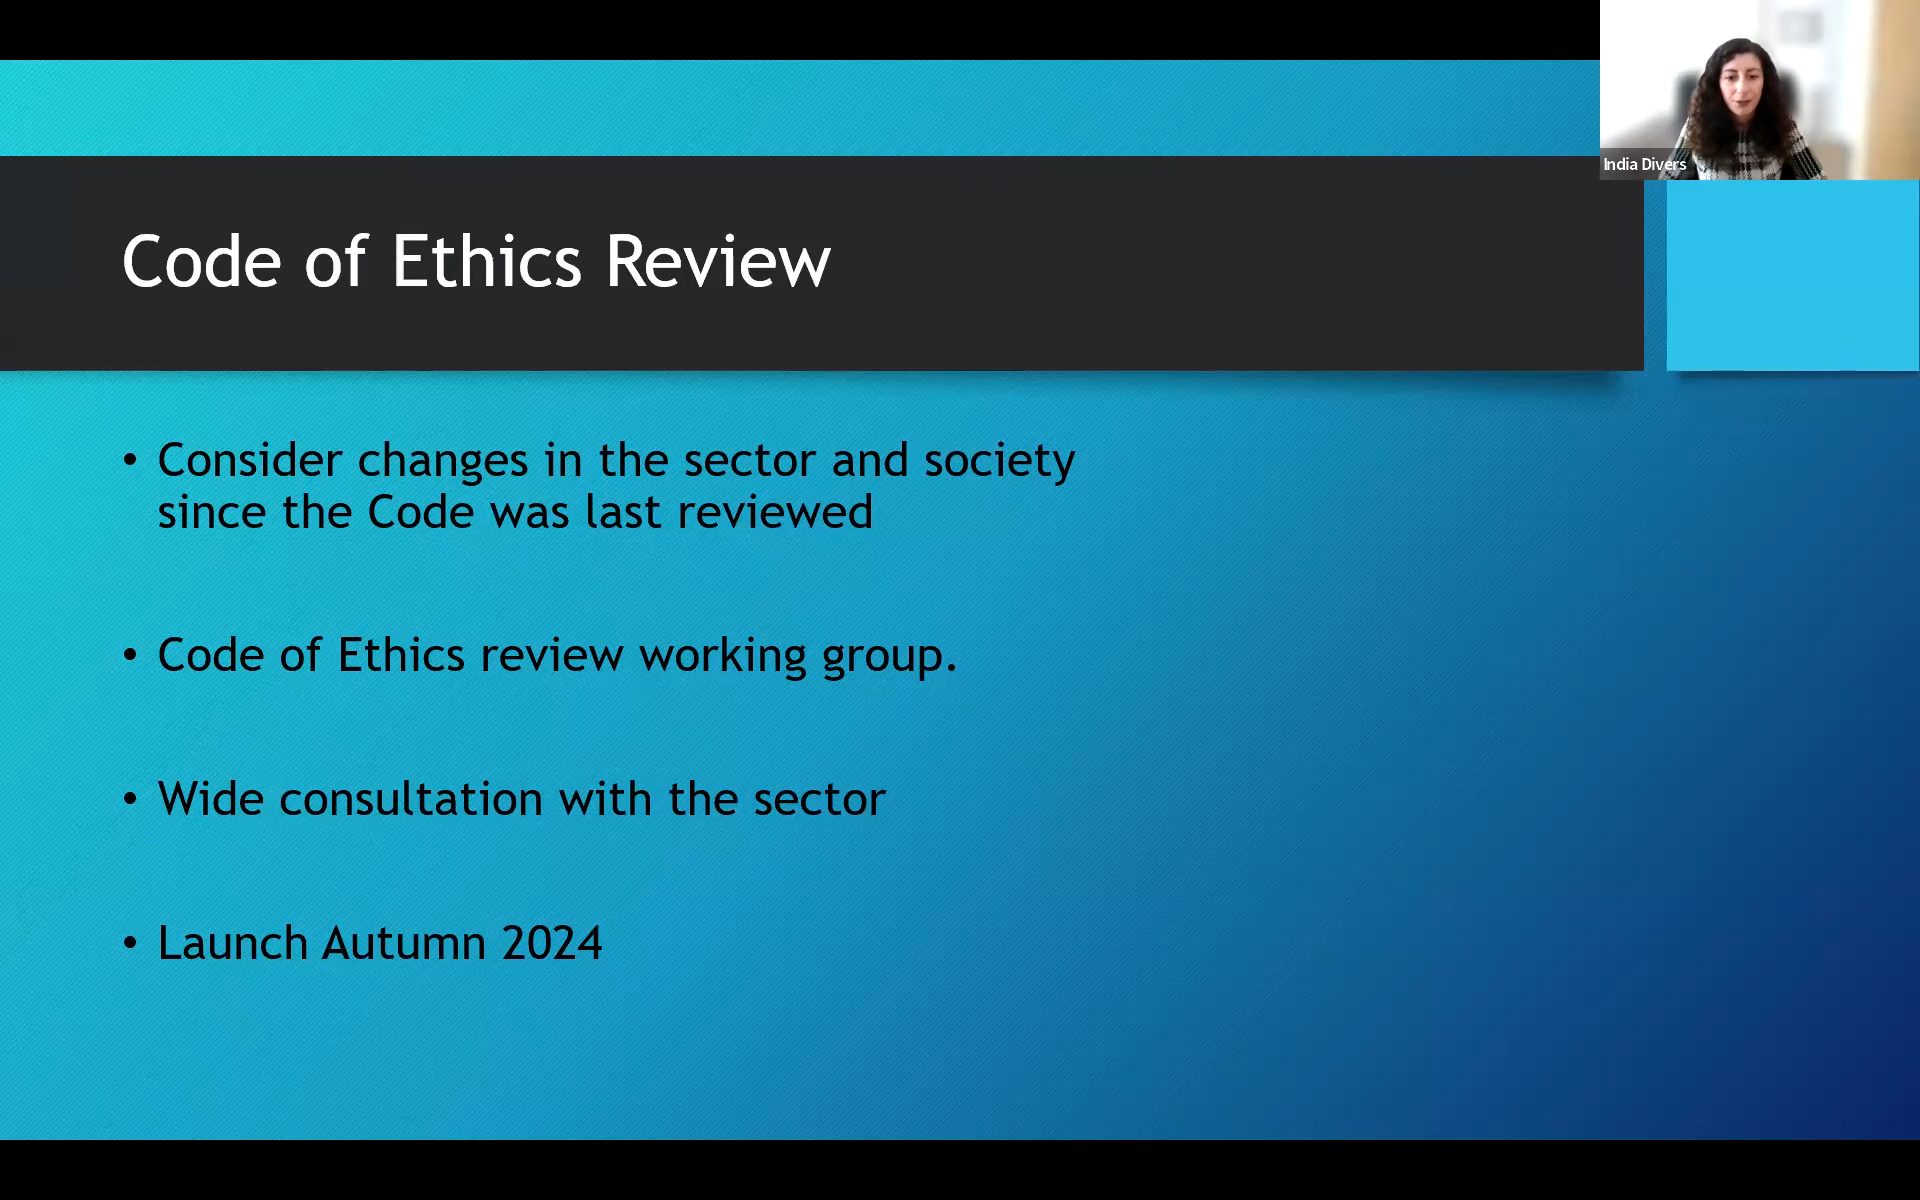 India Divers
Code of Ethics Review
• Consider changes in the sector and society
since the Code was last reviewed
• Code of Ethics review working group.
• Wide consultation with the sector
• Launch Autumn 2024